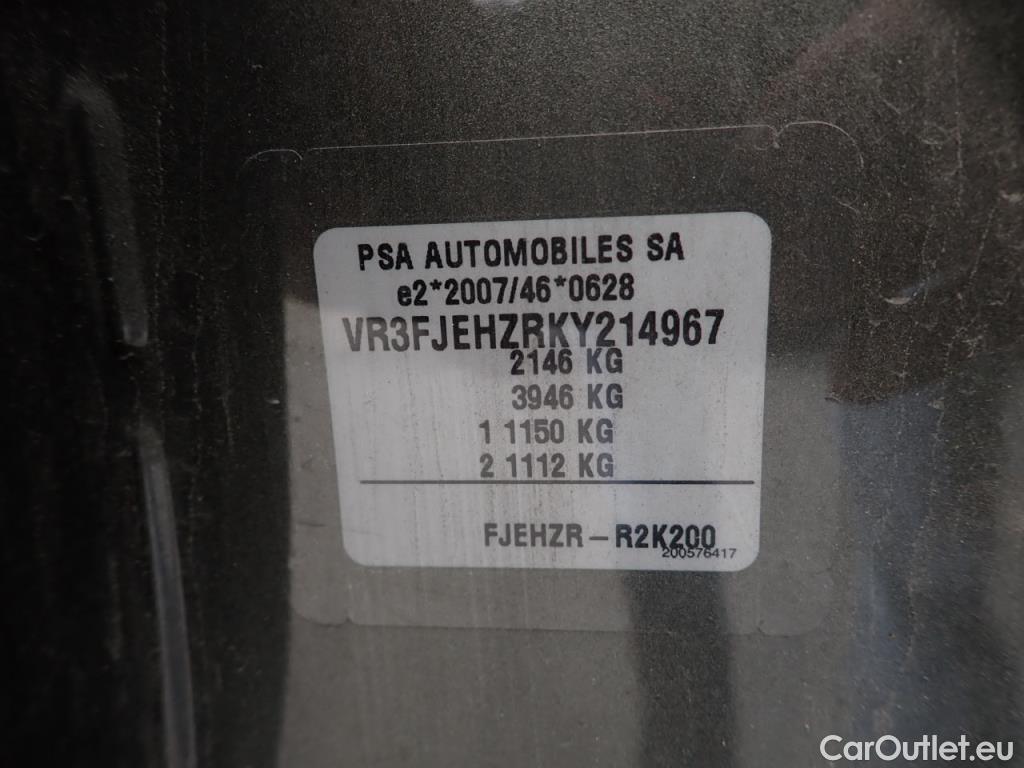 PSA AUTOMOBILES SA
e2*2007/46*0628
VR3FJEHZRKY214967
2146 KG
3946 KG
1 1150 KG
2 1112 KG
FJEHZR – R2K200
200576417
CarOutlet.eu